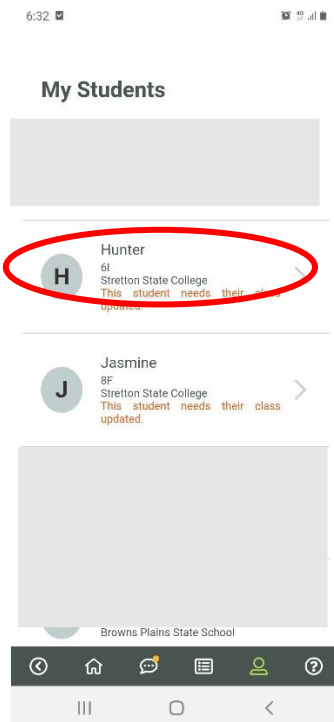 6:32
4G
My Students
H
Hunter
6I
Stretton State College
This student needs their class
updated.
J
Jasmine
8F
Stretton State College
This student needs their class
updated.
Browns Plains State School
?